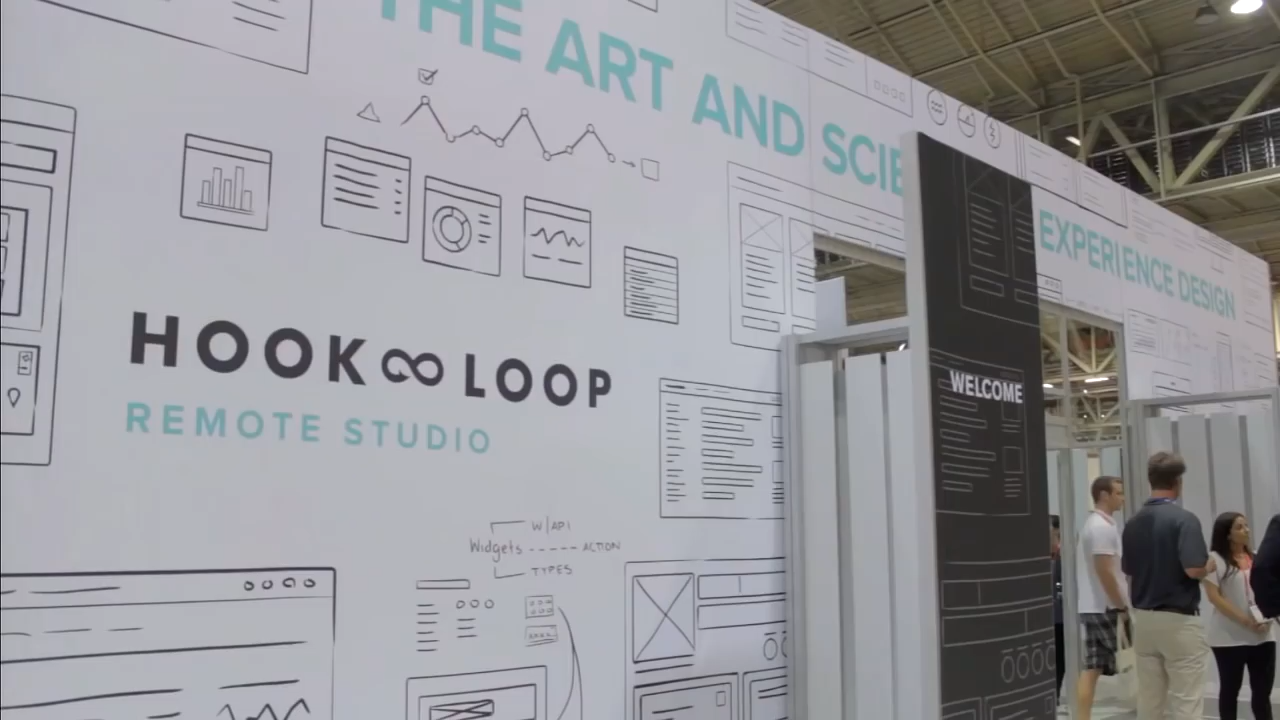 THE ART AND SCIE
EXPERIENCE DESIGN
HOOK∞LOOP
REMOTE STUDIO
WELCOME
W/API
Widgets ----- ACTION
TYPES